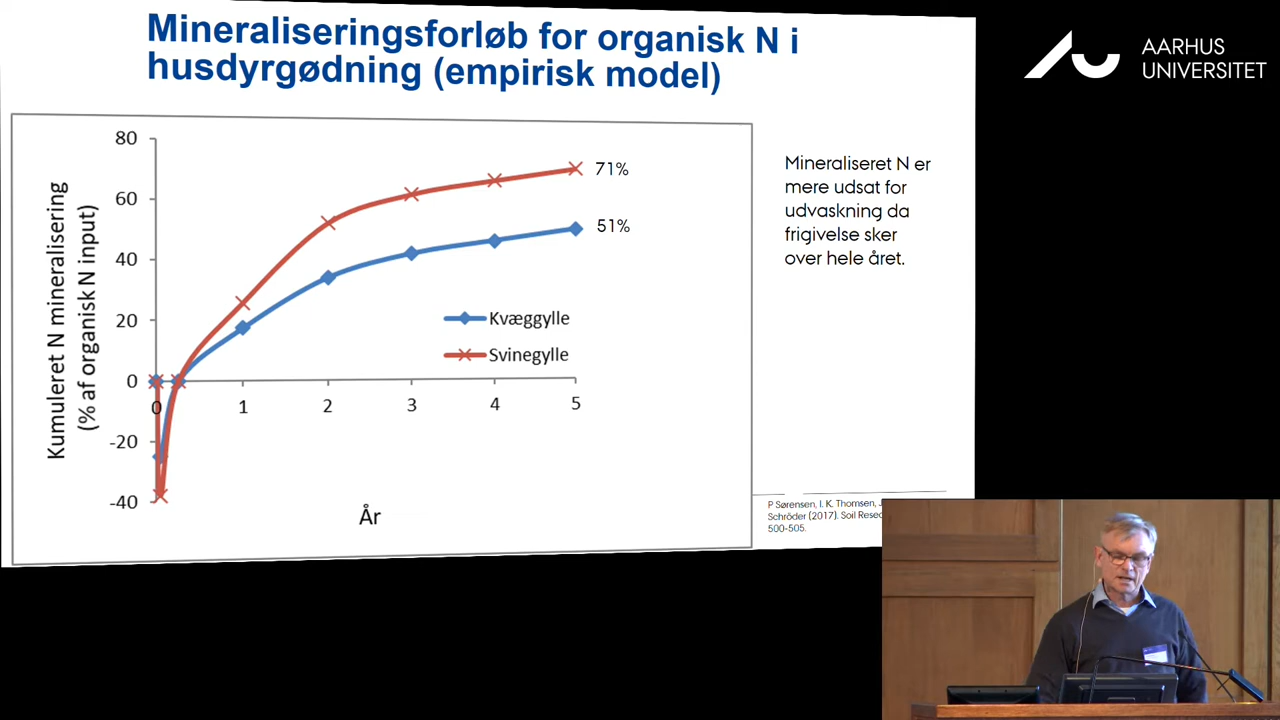 Mineraliseringsforløb for organisk N i
husdyrgødning (empirisk model)
AARHUS
UNIVERSITET
Kumuleret N mineralisering
(% af organisk N input)
80
60
40
20
0
-20
-40
0
1
2
3
4
5
År
71%
51%
Kvæggylle
Svinegylle
Mineraliseret N er
mere udsat for
udvaskning da
frigivelse sker
over hele året.
P Sørensen, I. K. Thomsen, J.
Schröder (2017). Soil
500-505.